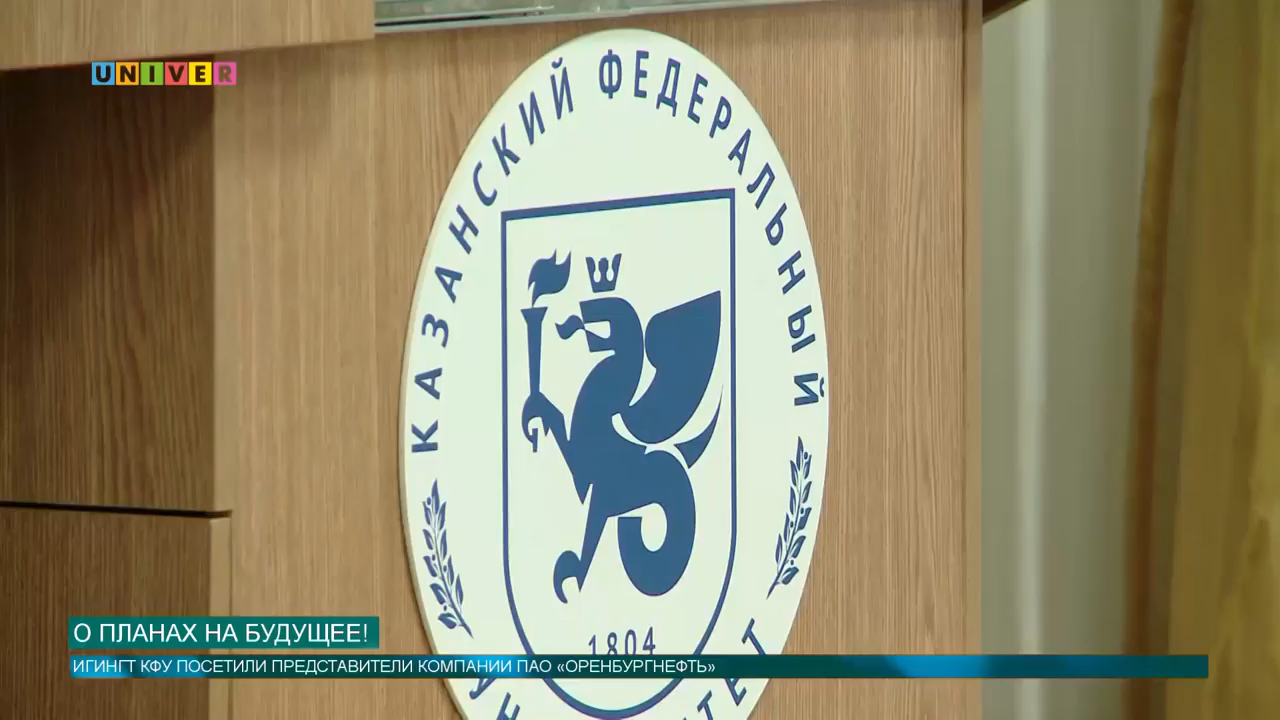 UNIVER
КАЗАНСКИЙ ФЕДЕРАЛЬНЫЙ
1804
О ПЛАНАХ НА БУДУЩЕЕ!
ИГИНГТ КФУ ПОСЕТИЛИ ПРЕДСТАВИТЕЛИ КОМПАНИИ ПАО «ОРЕНБУРГНЕФТЬ»